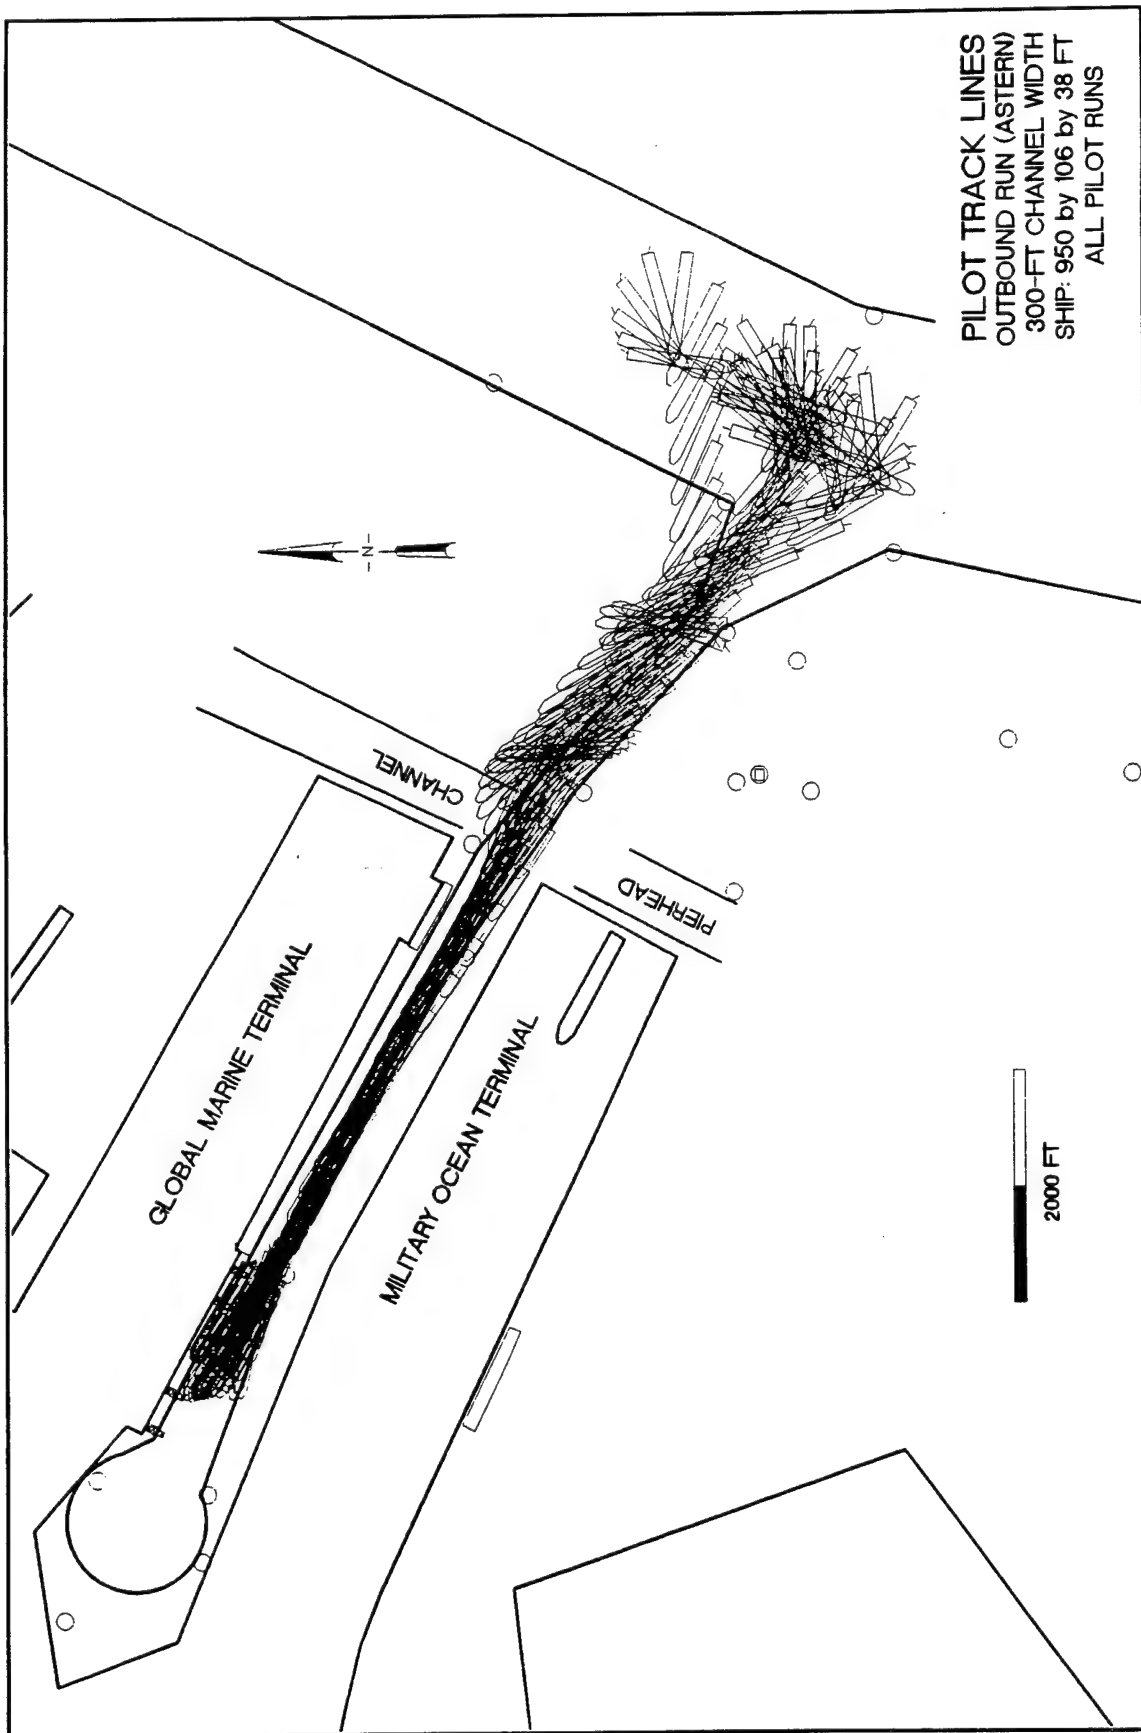 PILOT TRACK LINES
OUTBOUND RUN (ASTERN)
300-FT CHANNEL WIDTH
SHIP: 950 by 106 by 38 FT
ALL PILOT RUNS
N
CHANNEL
PIERHEAD
GLOBAL MARINE TERMINAL
MILITARY OCEAN TERMINAL
2000 FT